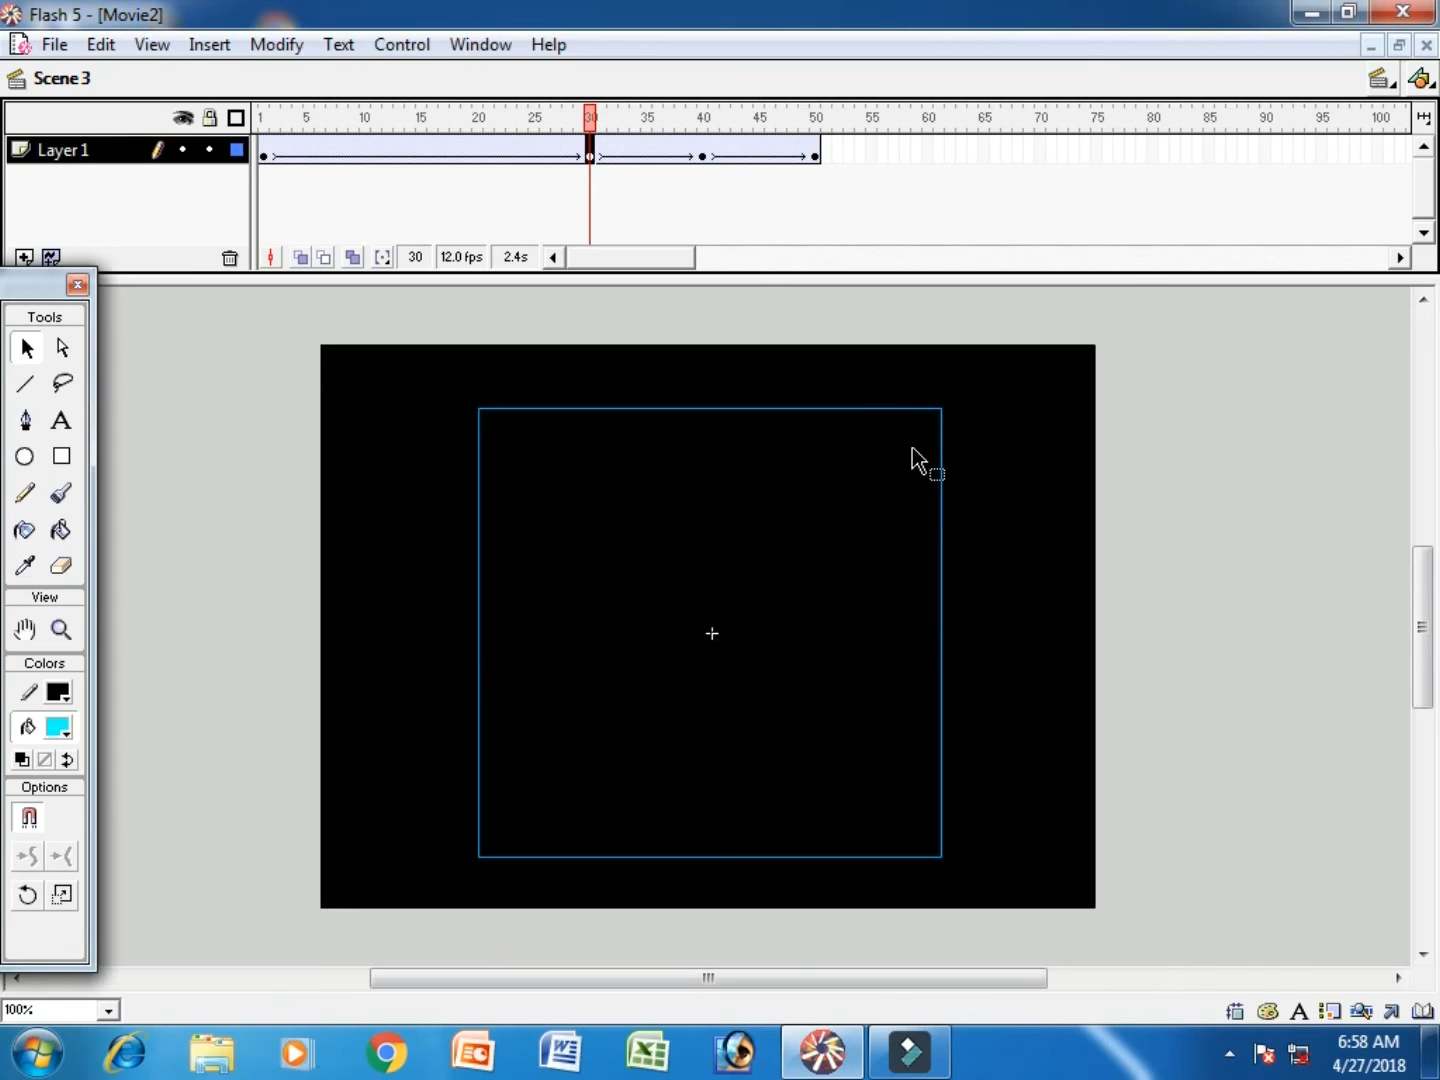 Flash 5 - [Movie2]
File Edit View Insert Modify Text Control Window Help
Scene 3
1 5 10 15 20 25 30 35 40 45 50 55 60 65 70 75 80 85 90 95 100
Layer 1
30 12.0 fps 2.4s
Tools
View
Colors
Options
100%
6:58 AM
4/27/2018